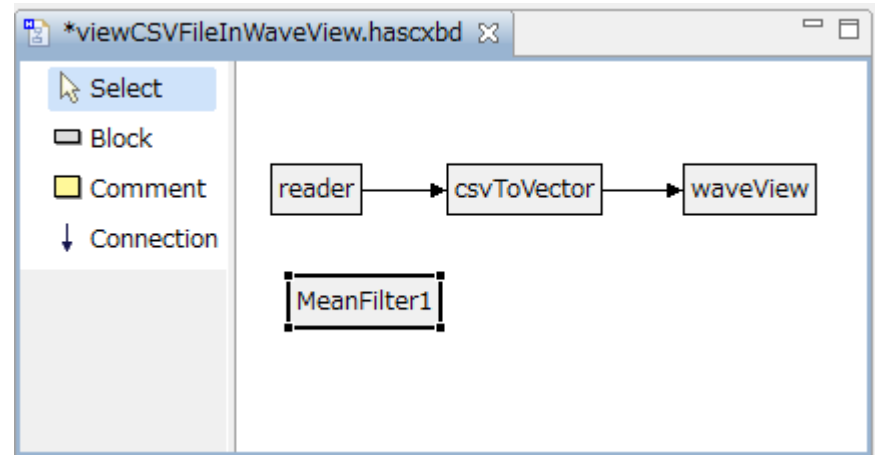 *viewCSVFileInWaveView.hascxbd
Select
Block
Comment
Connection
reader
csvToVector
waveView
MeanFilter1